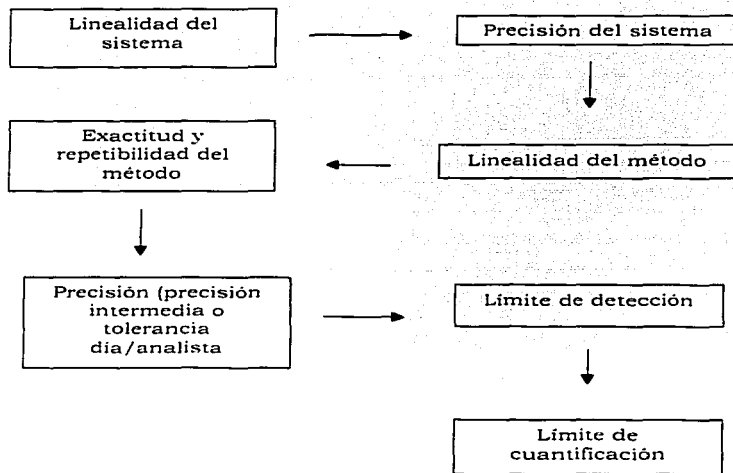 Linealidad del
sistema
Precisión del sistema
Exactitud y
repetibilidad del
método
Linealidad del método
Precisión (precisión
intermedia o
tolerancia
dia/analista
Límite de detección
Límite de
cuantificación